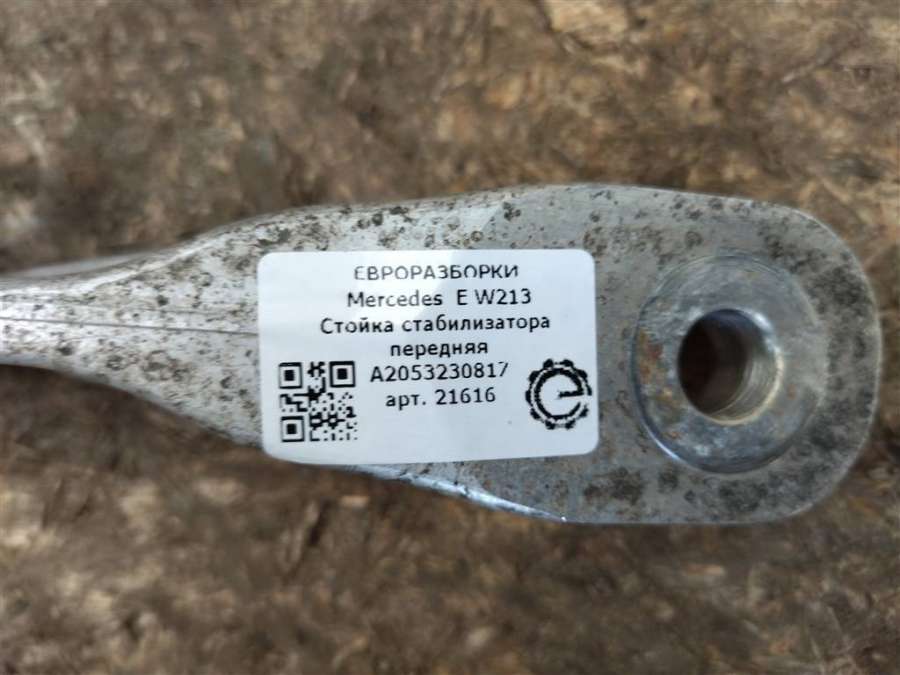 ЕВРОРАЗБОРКИ
Mercedes E W213
Стойка стабилизатора
передняя
A2053230817
арт. 21616